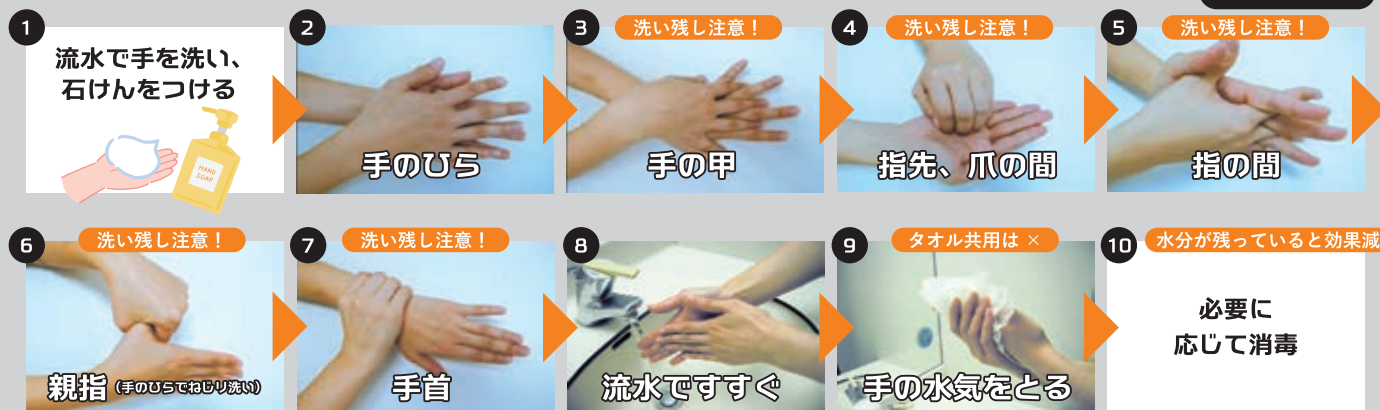 1
流水で手を洗い、
石けんをつける
HAND
SOAP
2
手のひら
3
洗い残し注意！
手の甲
4
洗い残し注意！
指先、爪の間
5
洗い残し注意！
指の間
6
洗い残し注意！
親指（手のひらでねじり洗い）
7
洗い残し注意！
手首
8
流水ですすぐ
9
タオル共用は ×
手の水気をとる
10
水分が残っていると効果減
必要に
応じて消毒